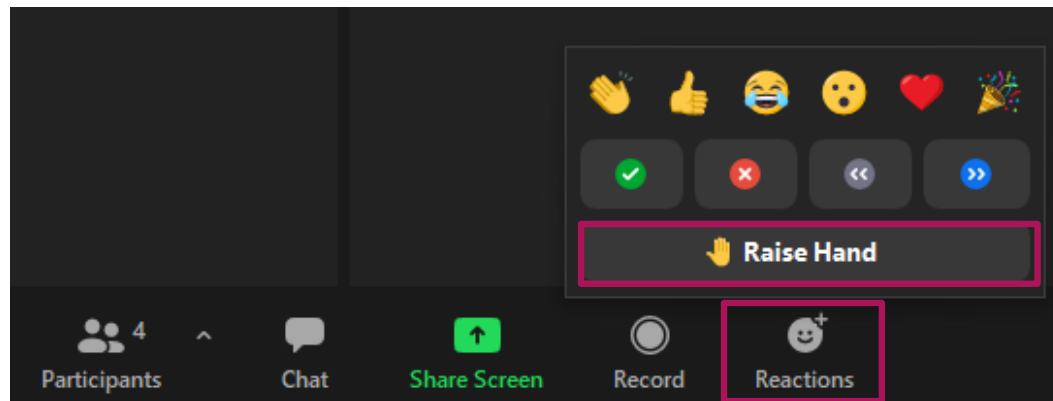 Raise Hand
4
Participants
Chat
Share Screen
Record
Reactions